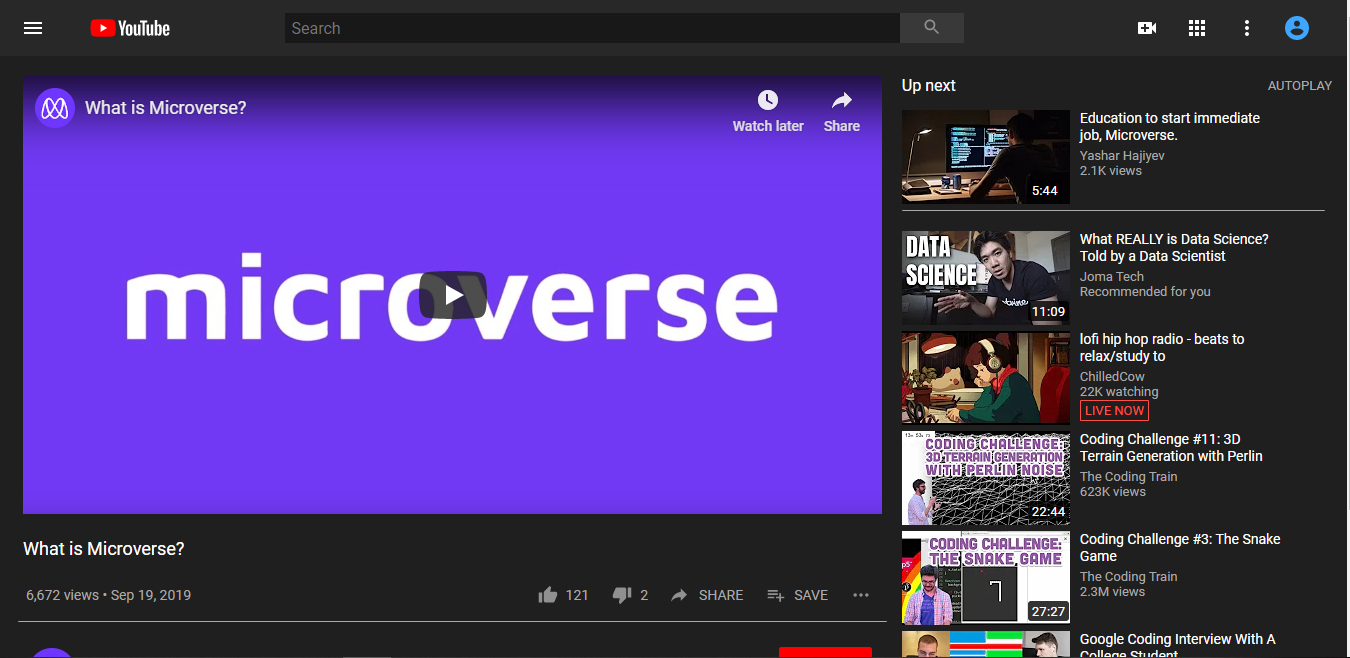 YouTube
Search
What is Microverse?
Watch later
Share
microverse
What is Microverse?
6,672 views • Sep 19, 2019
121
2
SHARE
SAVE
Up next
AUTOPLAY
5:44
Education to start immediate
job, Microverse.
Yashar Hajiyev
2.1K views
DATA
SCIENCE
11:09
What REALLY is Data Science?
Told by a Data Scientist
Joma Tech
Recommended for you
lofi hip hop radio - beats to
relax/study to
ChilledCow
22K watching
LIVE NOW
CODING CHALLENGE:
3D TERRAIN GENERATION
WITH PERLIN NOISE
22:44
Coding Challenge #11: 3D
Terrain Generation with Perlin
The Coding Train
623K views
CODING CHALLENGE:
THE SNAKE GAME
27:27
Coding Challenge #3: The Snake
Game
The Coding Train
2.3M views
Google Coding Interview With A
College Student